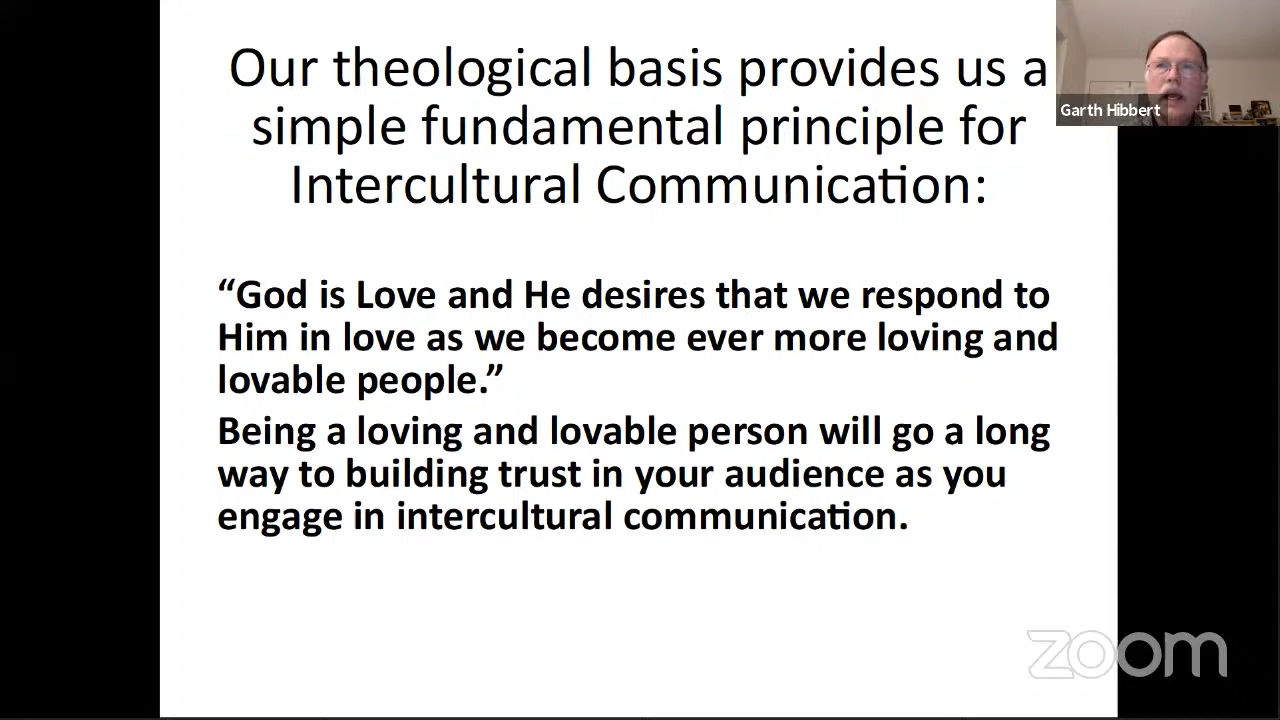 Our theological basis provides us a
simple fundamental principle for
Intercultural Communication:
Garth Hibbert
“God is Love and He desires that we respond to
Him in love as we become ever more loving and
lovable people.”
Being a loving and lovable person will go a long
way to building trust in your audience as you
engage in intercultural communication.
zoom